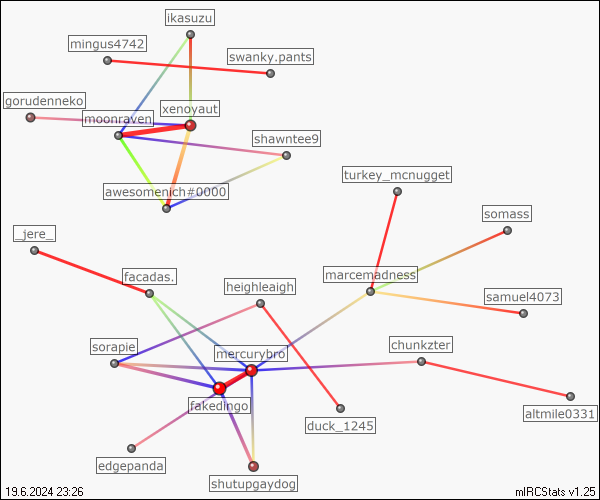 ikasuzu
mingus4742
swanky.pants
gorudenneko
xenoyaut
moonraven
shawntee9
turkey_mcnugget
awesomenich#0000
somass
_jere_
facadas.
marcemadness
heighleaigh
samuel4073
sorapie
mercurybro
chunkzter
fakedingo
altmile0331
duck_1245
edgepanda
shutupgaydog
19.6.2024 23:26
mIRCStats v1.25